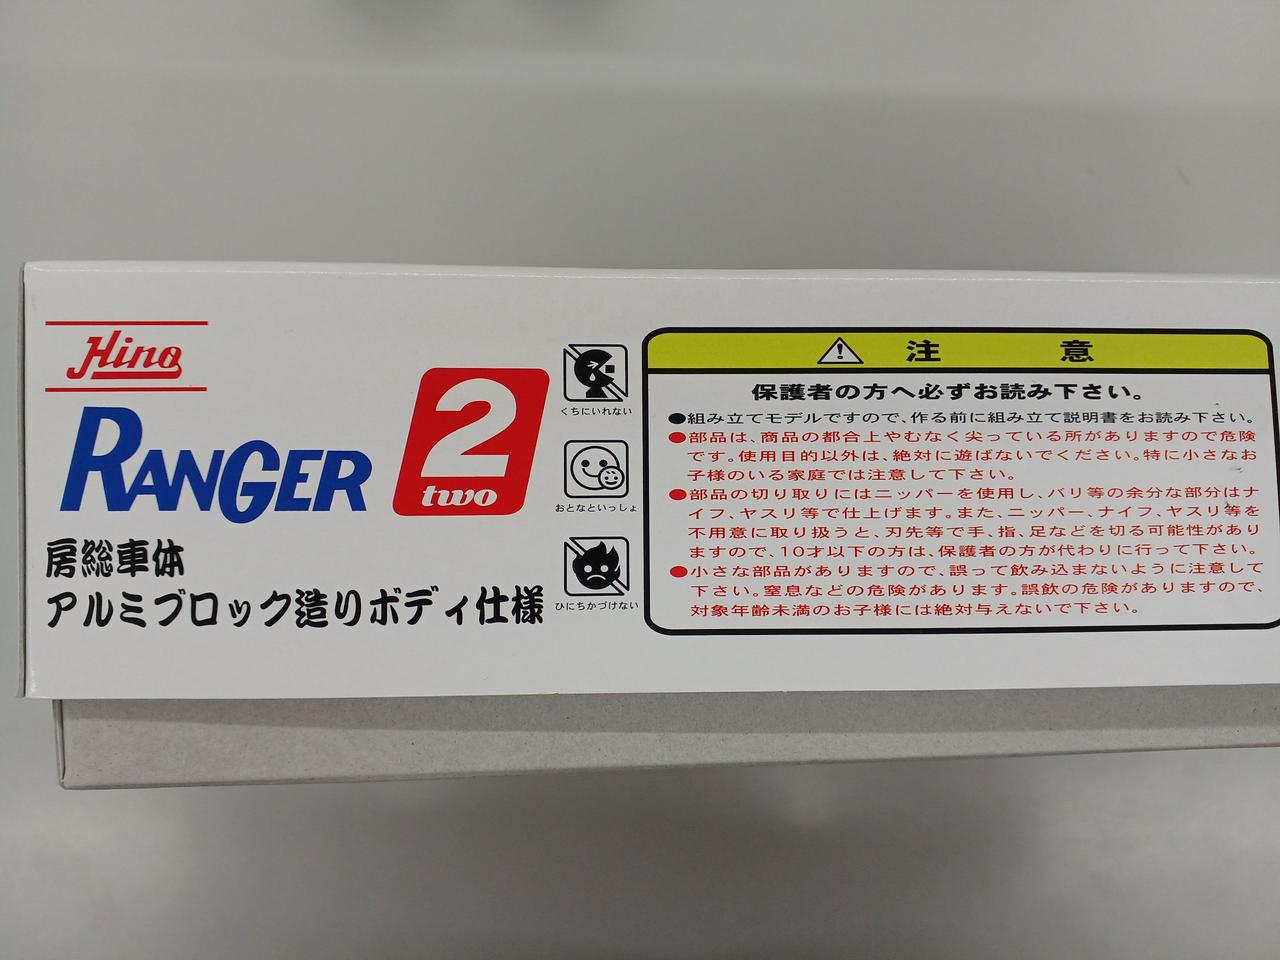 Hino
RANGER
2
two
房総車体
アルミブロック造りボディ仕様
くちにいれない
おとなといっしょ
ひにちかづけない
注意
保護者の方へ必ずお読み下さい。
●組み立てモデルですので、作る前に組み立て説明書をお読み下さい。
●部品は、商品の都合上やむなく尖っている所がありますので危険
です。使用目的以外は、絶対に遊ばないでください。特に小さなお
子様のいる家庭では注意して下さい。
●部品の切り取りにはニッパーを使用し、バリ等の余分な部分はナ
イフ、ヤスリ等で仕上げます。また、ニッパー、ナイフ、ヤスリ等を
不用意に取り扱うと、刃先等で手、指、足などを切る可能性があり
ますので、10才以下の方は、保護者の方が代わりに行って下さい。
●小さな部品がありますので、誤って飲み込まないように注意して
下さい。窒息などの危険があります。誤飲の危険がありますので、
対象年齢未満のお子様には絶対与えないで下さい。